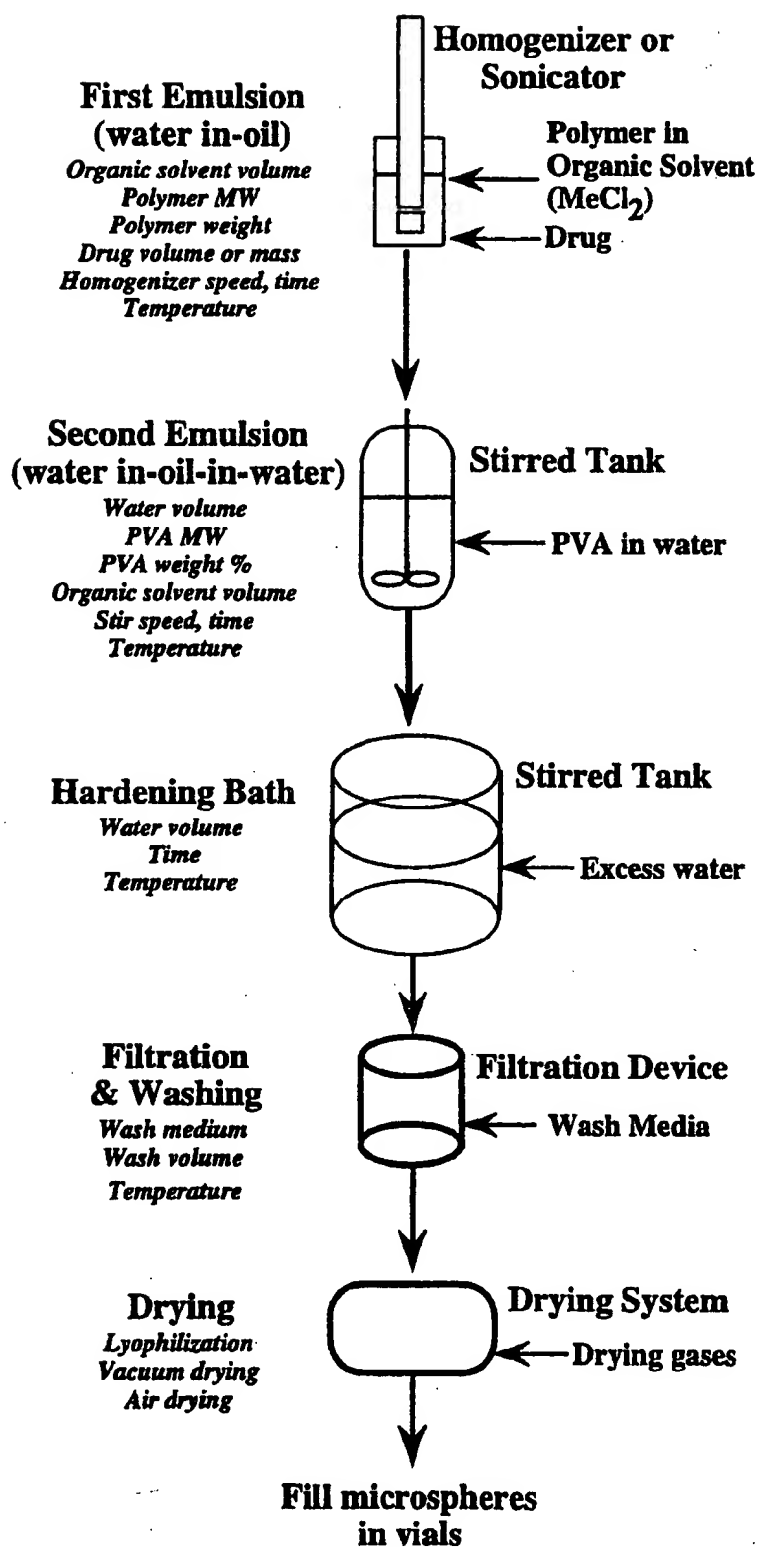 Homogenizer or
Sonicator
First Emulsion
(water in-oil)
Organic solvent volume
Polymer MW
Polymer weight
Drug volume or mass
Homogenizer speed, time
Temperature
Polymer in
Organic Solvent
(MeCl2)
Drug
Second Emulsion
(water in-oil-in-water)
Water volume
PVA MW
PVA weight %
Organic solvent volume
Stir speed, time
Temperature
Stirred Tank
PVA in water
Hardening Bath
Water volume
Time
Temperature
Stirred Tank
Excess water
Filtration
& Washing
Wash medium
Wash volume
Temperature
Filtration Device
Wash Media
Drying
Lyophilization
Vacuum drying
Air drying
Drying System
Drying gases
Fill microspheres
in vials